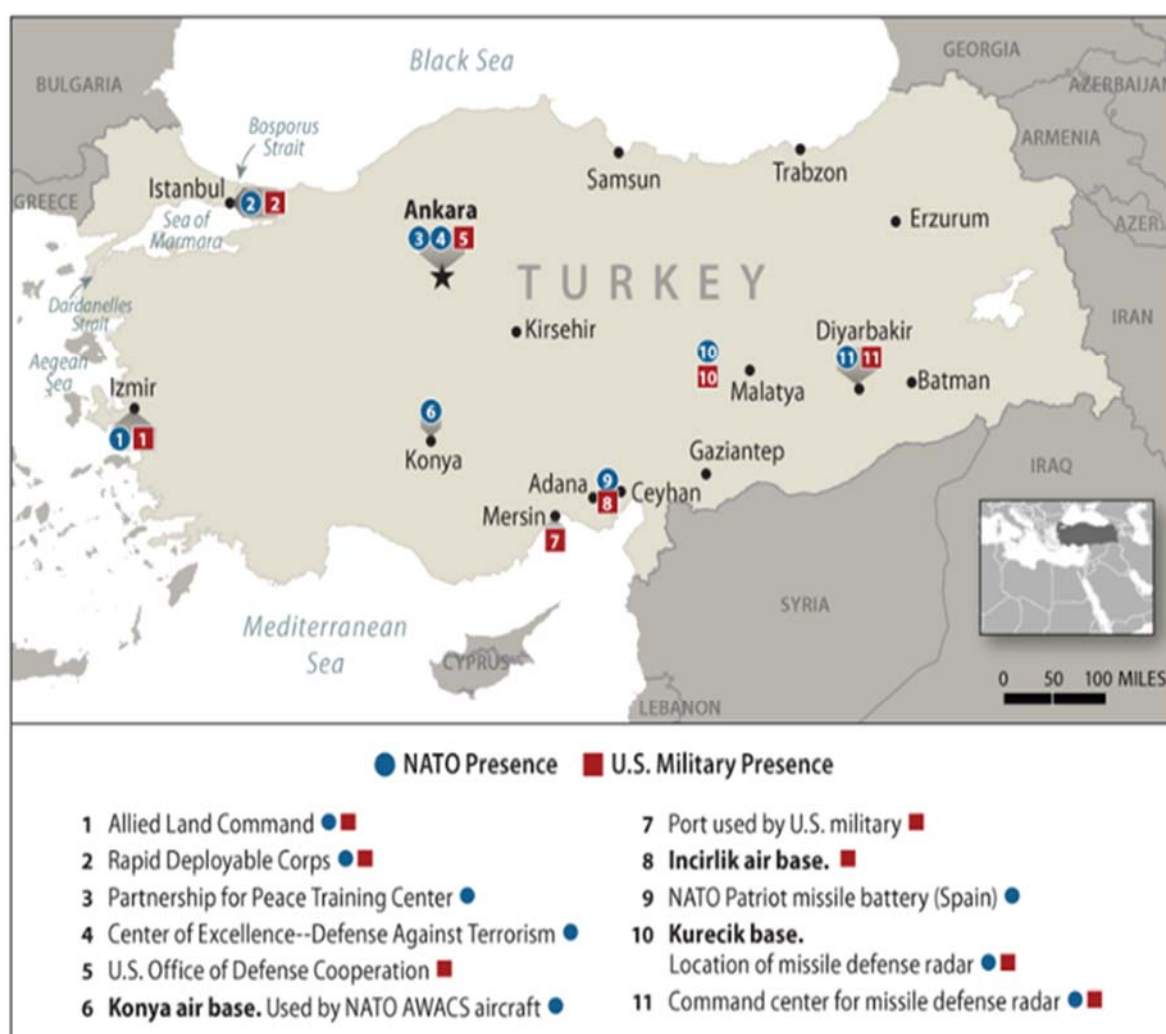 Black Sea
GEORGIA
BULGARIA
AZERBAIJAN
Bosporus
Strait
ARMENIA
Istanbul
2 2
Samsun
Trabzon
GREECE
Sea of
Marmara
Ankara
3 4 5
Erzurum
AZER.
TURKEY
Dardanelles
Strait
Kirsehir
Diyarbakir
IRAN
Aegean
Sea
10
10
11 11
Malatya
Batman
Izmir
1 1
6
Konya
Gaziantep
IRAQ
Adana
9
8
Ceyhan
Mersin
7
SYRIA
Mediterranean
Sea
CYPRUS
LEBANON
0 50 100 MILES
NATO Presence U.S. Military Presence
1 Allied Land Command
2 Rapid Deployable Corps
3 Partnership for Peace Training Center
4 Center of Excellence--Defense Against Terrorism
5 U.S. Office of Defense Cooperation
6 Konya air base. Used by NATO AWACS aircraft
7 Port used by U.S. military
8 Incirlik air base.
9 NATO Patriot missile battery (Spain)
10 Kurecik base.
Location of missile defense radar
11 Command center for missile defense radar